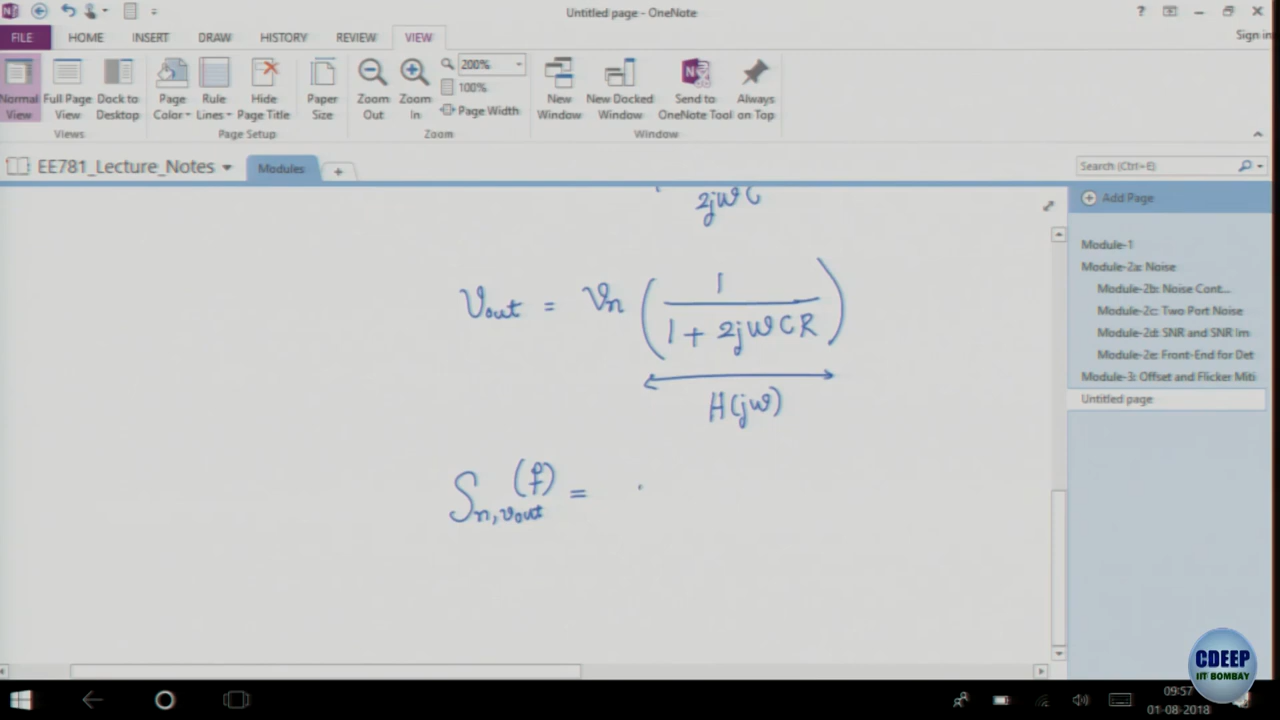 Untitled page - OneNote
?
FILE HOME INSERT DRAW HISTORY REVIEW VIEW
Sign in
Normal View
Full Page View
Dock to Desktop
Views
Page Color
Rule Lines
Hide Page Title
Page Setup
Paper Size
Zoom Out
Zoom In
200%
100%
Page Width
Zoom
New Window
New Docked Window
Send to OneNote Tool
Always on Top
Window
EE781_Lecture_Notes
Modules
+
Search (Ctrl+E)
Add Page
Module-1
Module-2a: Noise
Module-2b: Noise Cont...
Module-2c: Two Port Noise
Module-2d: SNR and SNR Im
Module-2e: Front-End for Det
Module-3: Offset and Flicker Miti
Untitled page
2jωC
Vout = Vn ( 1 / 1 + 2jωCR )
H(jω)
Sn,vout (f) =
CDEEP
IIT BOMBAY
09:57
01-08-2018